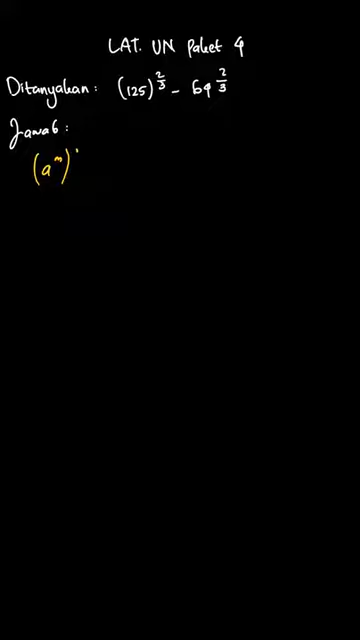 LAT. UN Paket 4
Ditanyakan: (125)^{2/3} - 64^{2/3}
Jawab:
(a^m)